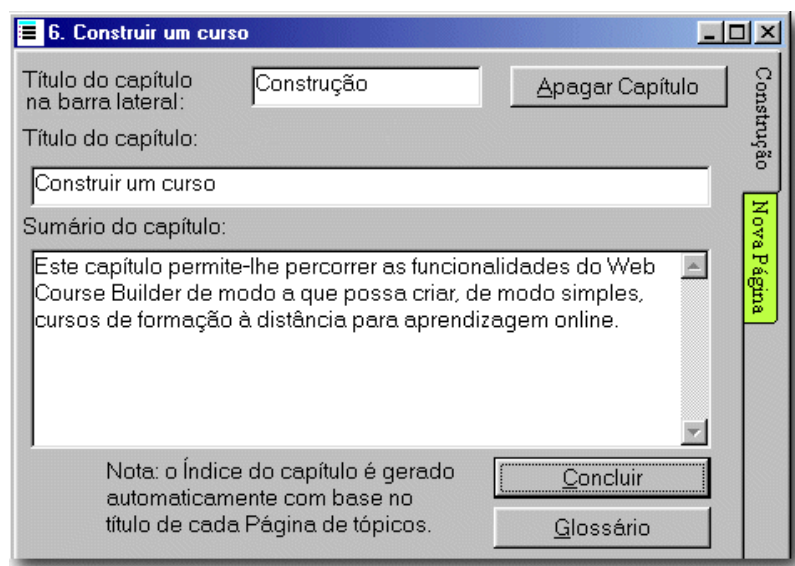 6. Construir um curso
Título do capítulo
na barra lateral:
Construção
Apagar Capítulo
Título do capítulo:
Construir um curso
Sumário do capítulo:
Este capítulo permite-lhe percorrer as funcionalidades do Web
Course Builder de modo a que possa criar, de modo simples,
cursos de formação à distância para aprendizagem online.
Nota: o Índice do capítulo é gerado
automaticamente com base no
título de cada Página de tópicos.
Concluir
Glossário
Construção
Nova Página